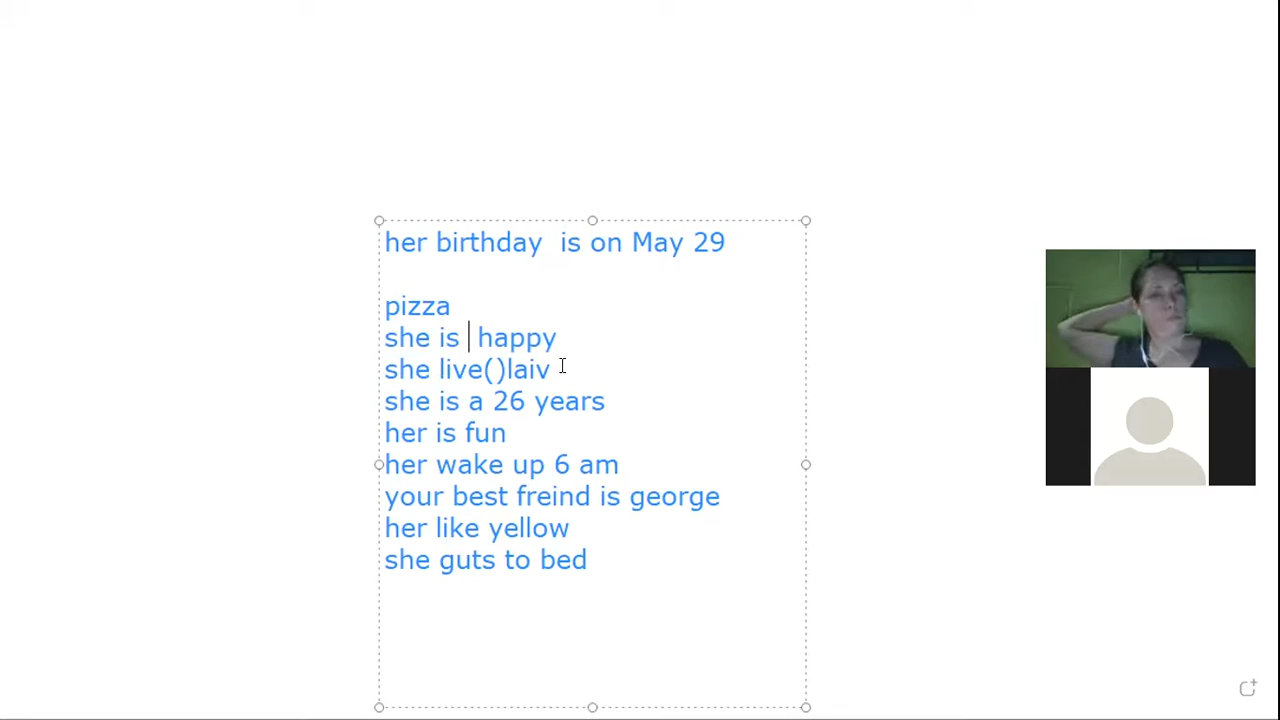 her birthday  is on May 29
pizza
she is  happy
she live()laiv
she is a 26 years
her is fun
her wake up 6 am
your best freind is george
her like yellow
she guts to bed